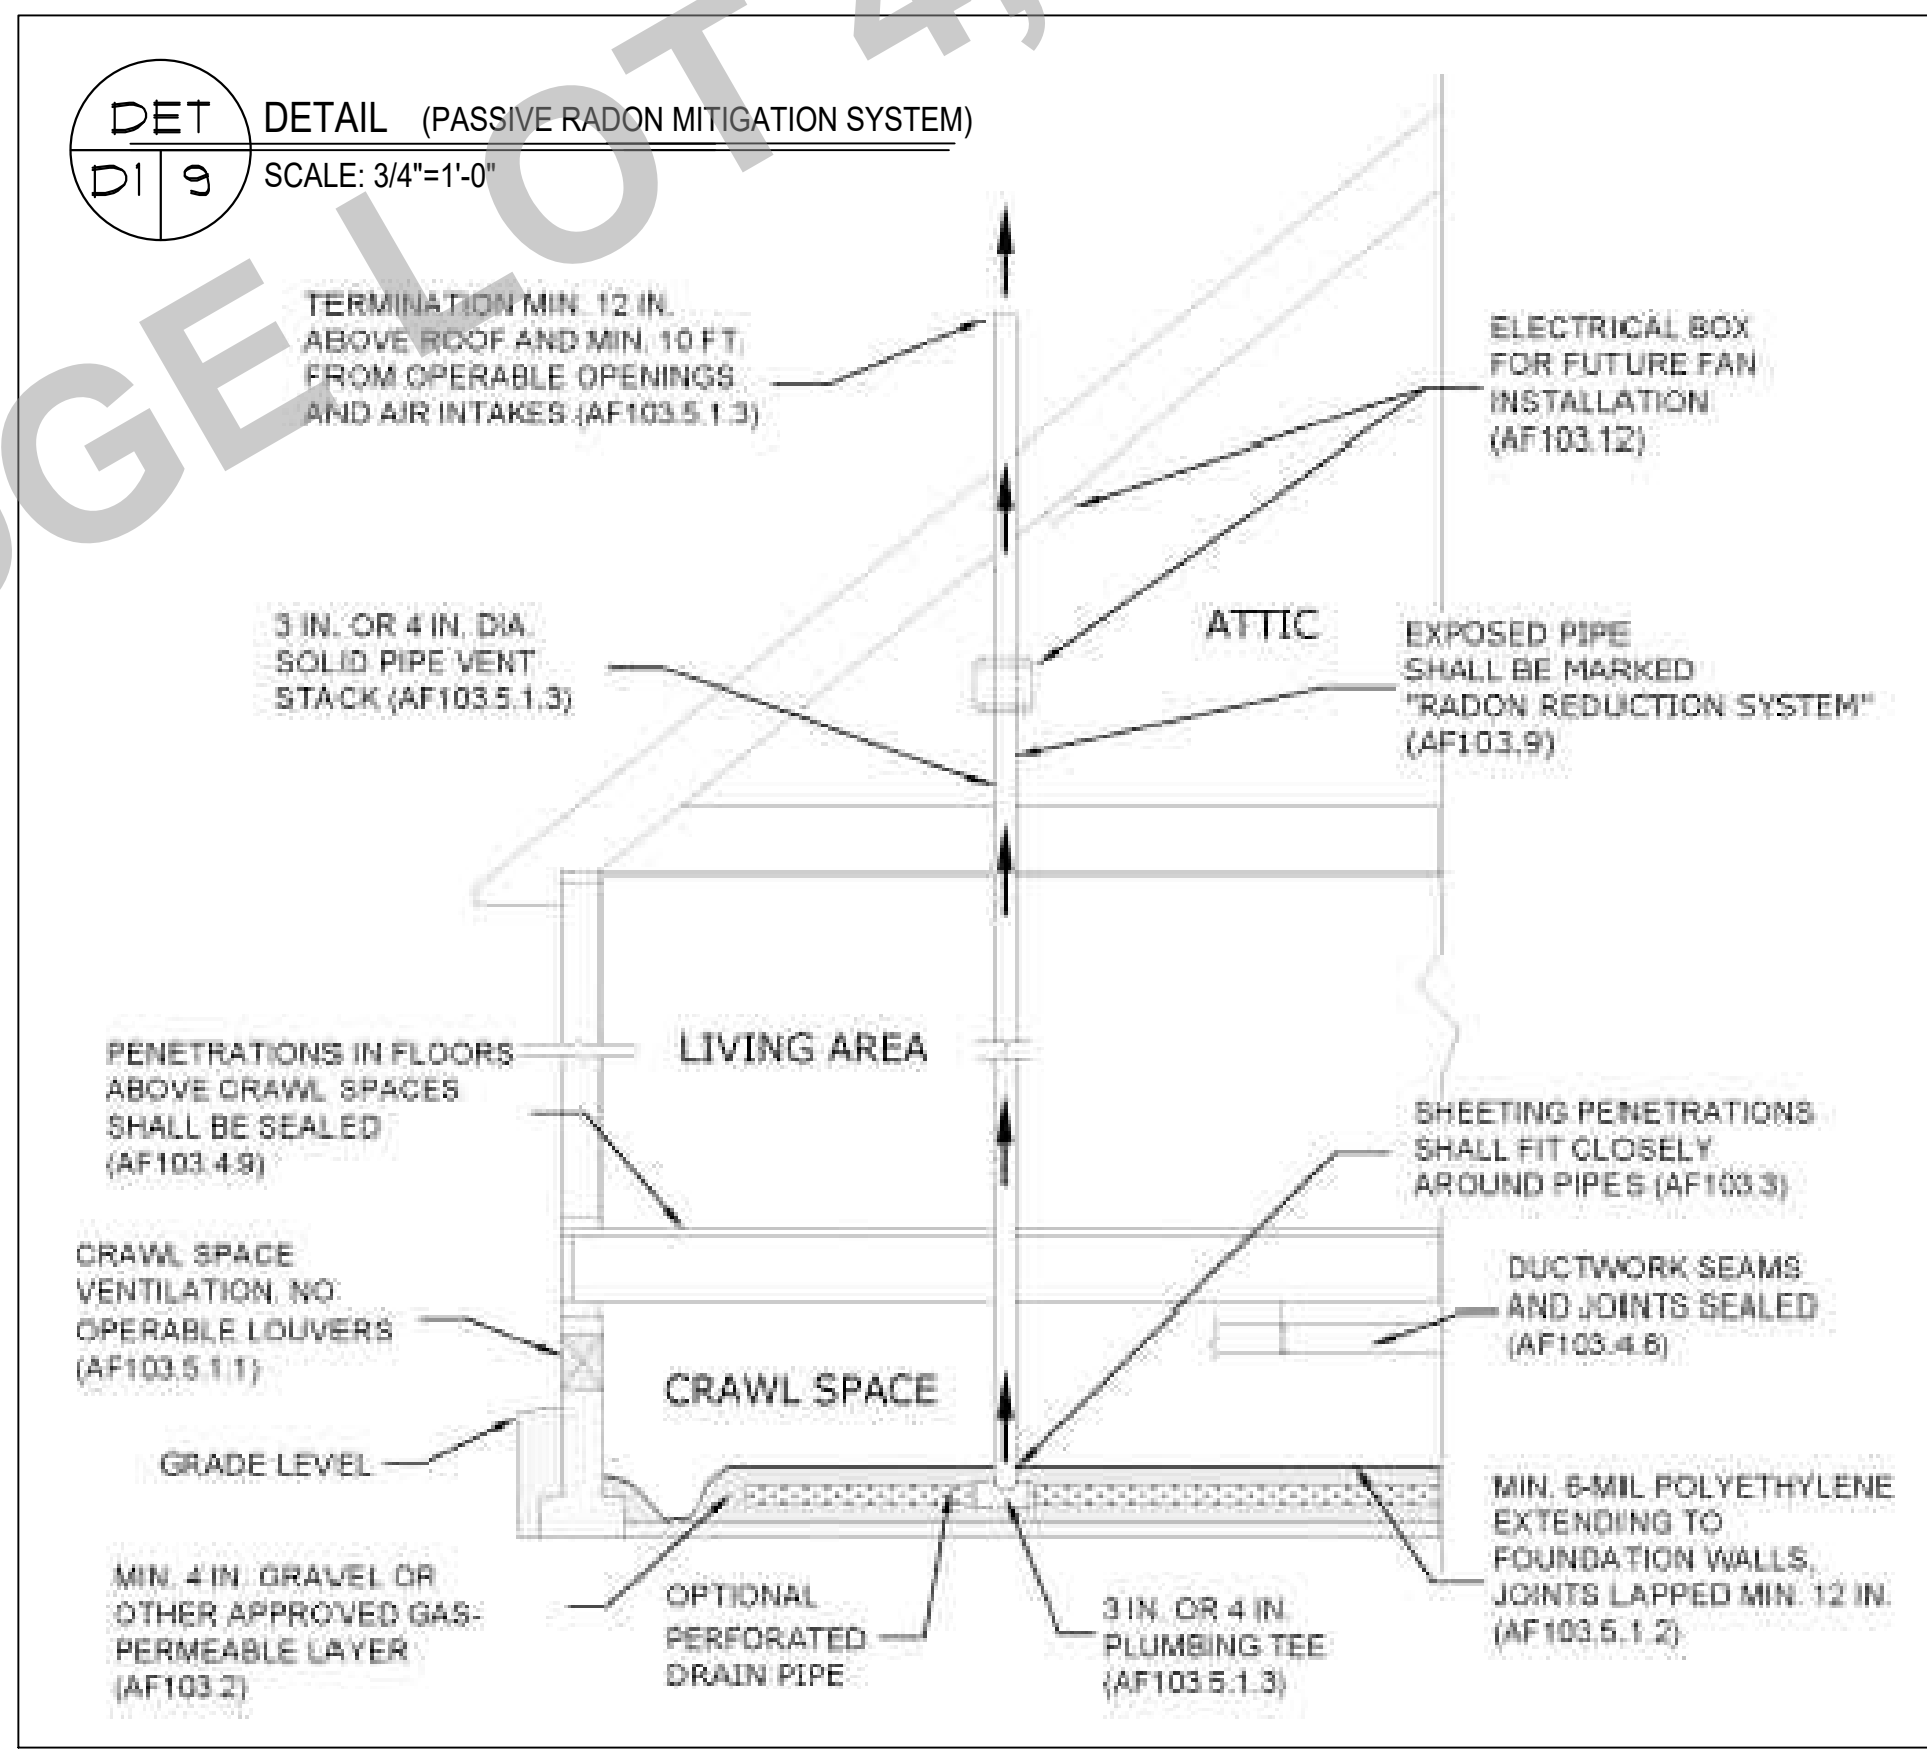 DET
D1 9
DETAIL (PASSIVE RADON MITIGATION SYSTEM)
SCALE: 3/4"=1'-0"
OGE LOT 4,
TERMINATION MIN. 12 IN.
ABOVE ROOF AND MIN. 10 FT.
FROM OPERABLE OPENINGS
AND AIR INTAKES (AF103.5.1.3)
ELECTRICAL BOX
FOR FUTURE FAN
INSTALLATION
(AF103.12)
3 IN. OR 4 IN. DIA.
SOLID PIPE VENT
STACK (AF103.5.1.3)
ATTIC
EXPOSED PIPE
SHALL BE MARKED
"RADON REDUCTION SYSTEM"
(AF103.9)
PENETRATIONS IN FLOORS
ABOVE CRAWL SPACES
SHALL BE SEALED
(AF103.4.9)
LIVING AREA
SHEETING PENETRATIONS
SHALL FIT CLOSELY
AROUND PIPES (AF103.3)
CRAWL SPACE
VENTILATION, NO
OPERABLE LOUVERS
(AF103.5.1.1)
DUCTWORK SEAMS
AND JOINTS SEALED
(AF103.4.6)
CRAWL SPACE
GRADE LEVEL
MIN. 4 IN. GRAVEL OR
OTHER APPROVED GAS-
PERMEABLE LAYER
(AF103.2)
OPTIONAL
PERFORATED
DRAIN PIPE
3 IN. OR 4 IN.
PLUMBING TEE
(AF103.5.1.3)
MIN. 6-MIL POLYETHYLENE
EXTENDING TO
FOUNDATION WALLS,
JOINTS LAPPED MIN. 12 IN.
(AF103.5.1.2)